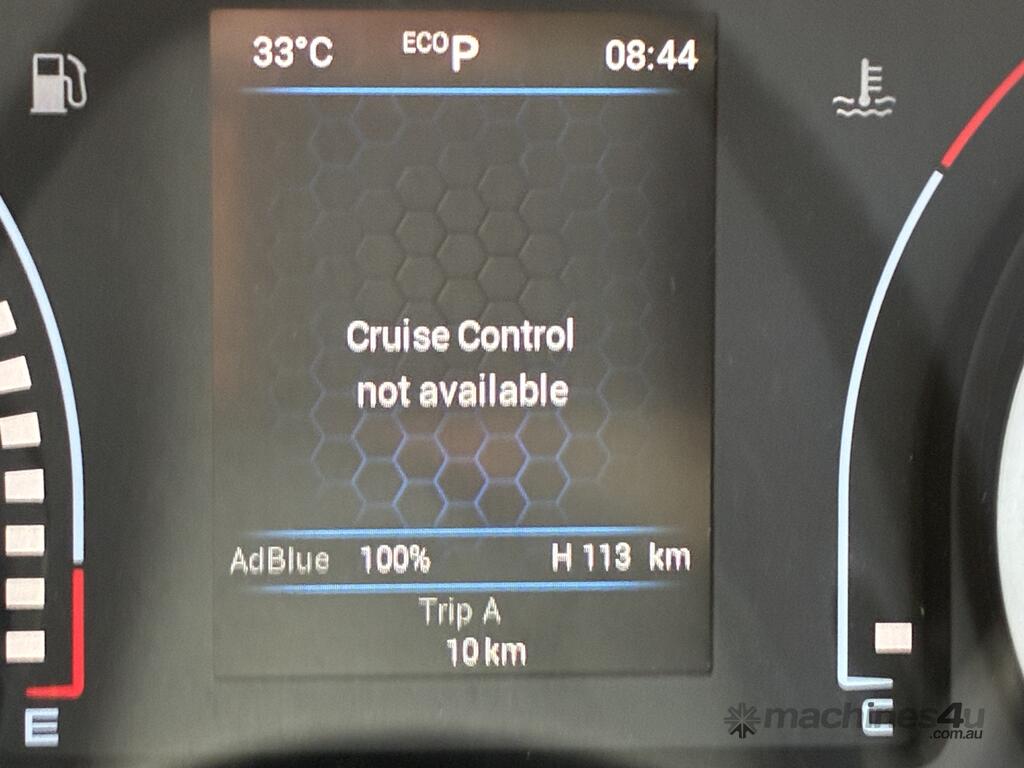 33°C ECO P 08:44
Cruise Control
not available
AdBlue 100% H 113 km
Trip A
10 km
E
C
machines4u
.com.au